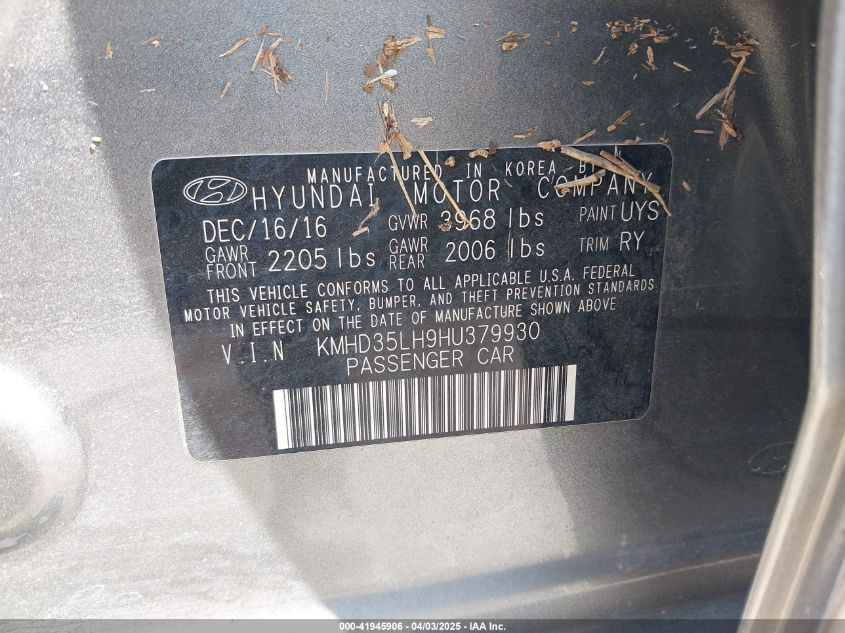 MANUFACTURED IN KOREA BY
HYUNDAI MOTOR COMPANY
DEC/16/16 GVWR 3968 lbs PAINT UYS
GAWR FRONT 2205 lbs GAWR REAR 2006 lbs TRIM RY
THIS VEHICLE CONFORMS TO ALL APPLICABLE U.S.A. FEDERAL
MOTOR VEHICLE SAFETY, BUMPER, AND THEFT PREVENTION STANDARDS
IN EFFECT ON THE DATE OF MANUFACTURE SHOWN ABOVE
V.I.N KMHD35LH9HU379930
PASSENGER CAR
000-41945906 - 04/03/2025 - IAA Inc.